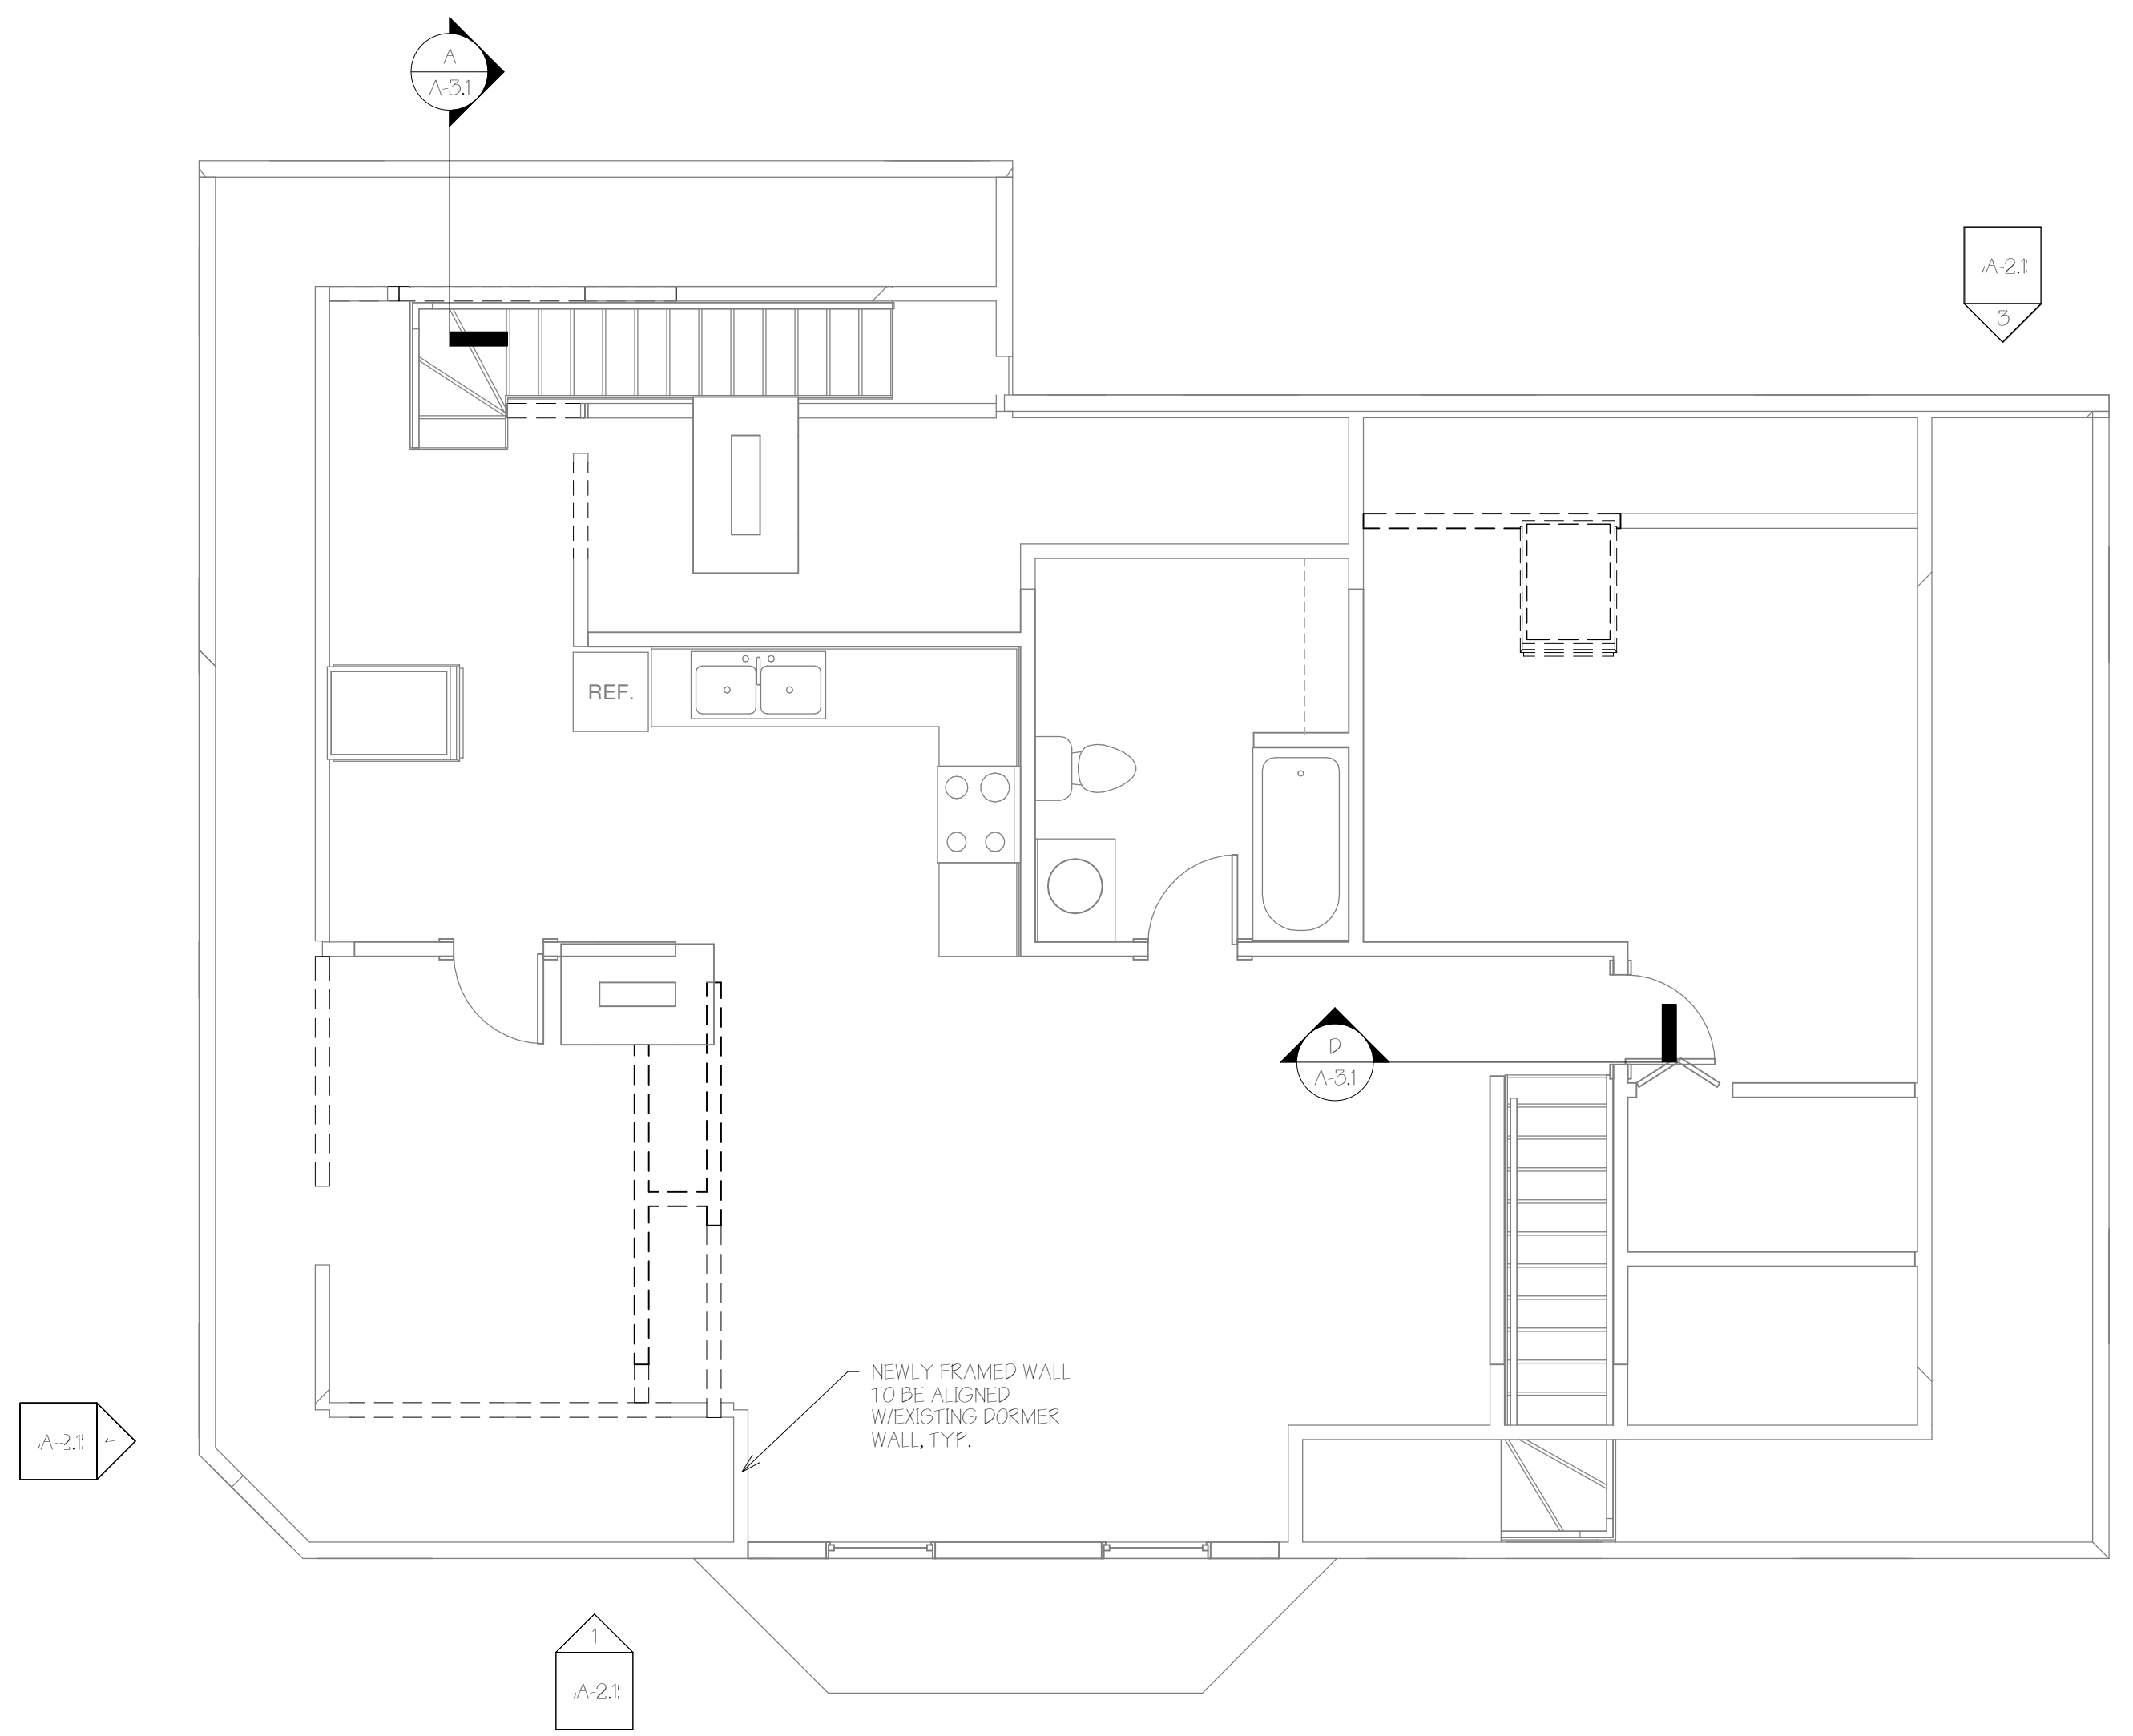 A
A-3.1
A-2.1
3
REF.
D
A-3.1
NEWLY FRAMED WALL
TO BE ALIGNED
W/EXISTING DORMER
WALL, TYP.
A-2.1
1
A-2.1